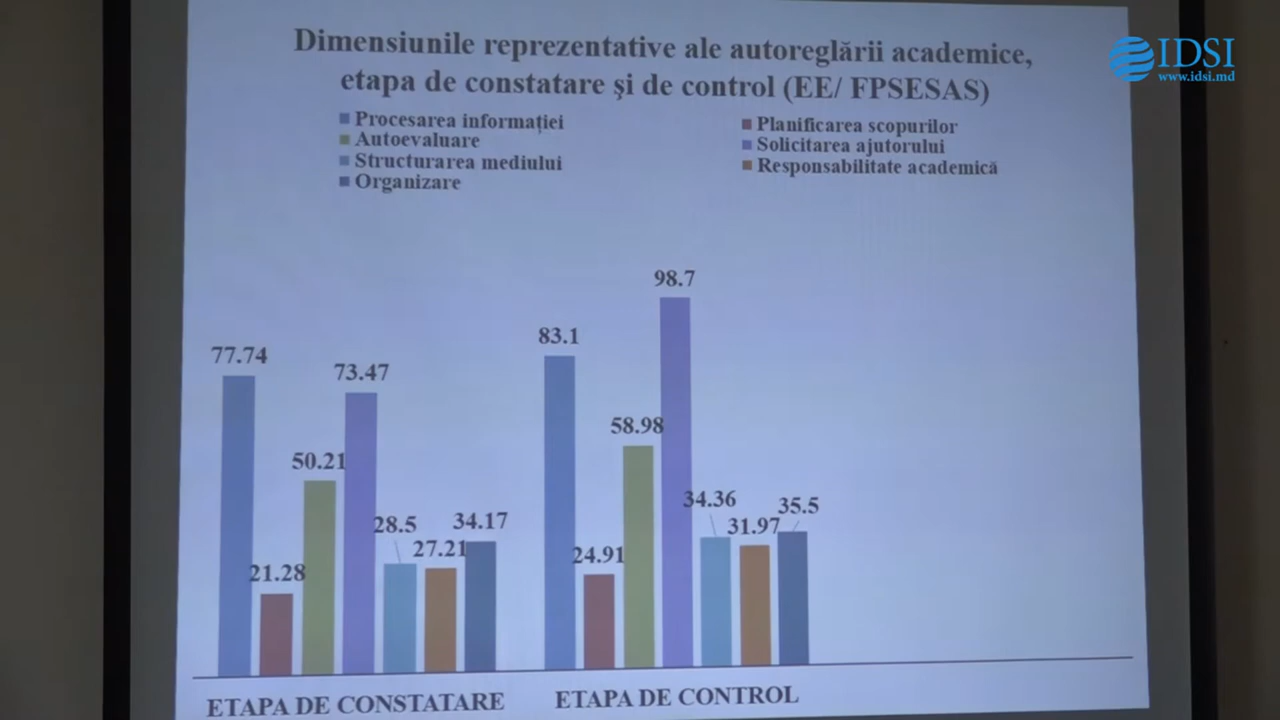 Dimensiunile reprezentative ale autoreglării academice,
etapa de constatare şi de control (EE/ FPSESAS)
IDSI
www.idsi.md
Procesarea informației
Planificarea scopurilor
Autoevaluare
Solicitarea ajutorului
Structurarea mediului
Responsabilitate academică
Organizare
77.74
21.28
50.21
73.47
28.5
27.21
34.17
83.1
24.91
58.98
98.7
34.36
31.97
35.5
ETAPA DE CONSTATARE
ETAPA DE CONTROL